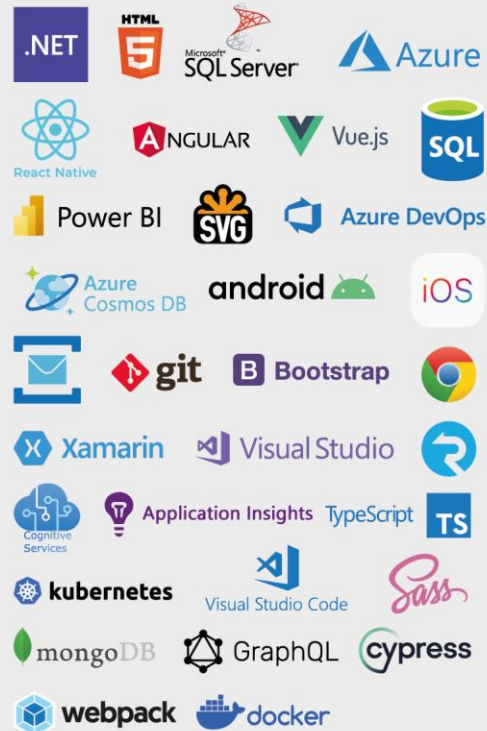 .NET
HTML
5
Microsoft®
SQL Server®
Azure
React Native
ANGULAR
Vue.js
SQL
Power BI
SVG
Azure DevOps
Azure
Cosmos DB
android
iOS
git
B Bootstrap
Xamarin
Visual Studio
Cognitive
Services
Application Insights
TypeScript
TS
kubernetes
Visual Studio Code
Sass
mongoDB
GraphQL
cypress
webpack
docker